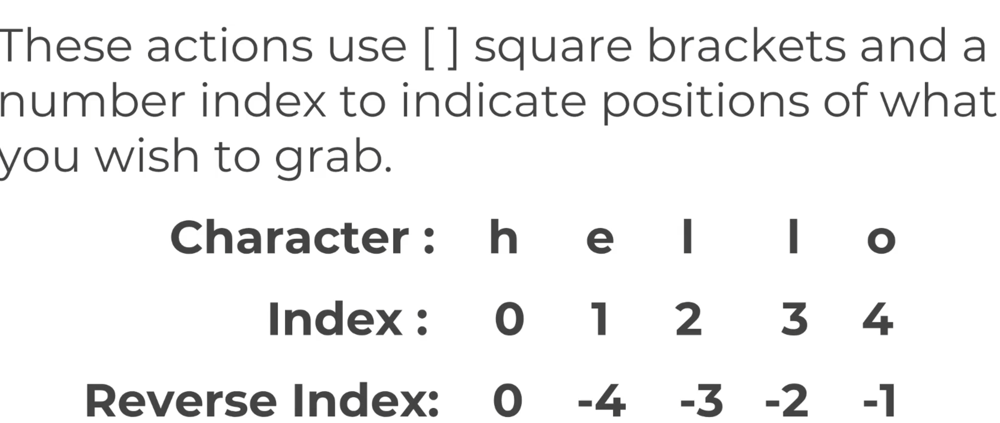 These actions use [ ] square brackets and a
number index to indicate positions of what
you wish to grab.
Character : h e l l o
Index : 0 1 2 3 4
Reverse Index: 0 -4 -3 -2 -1